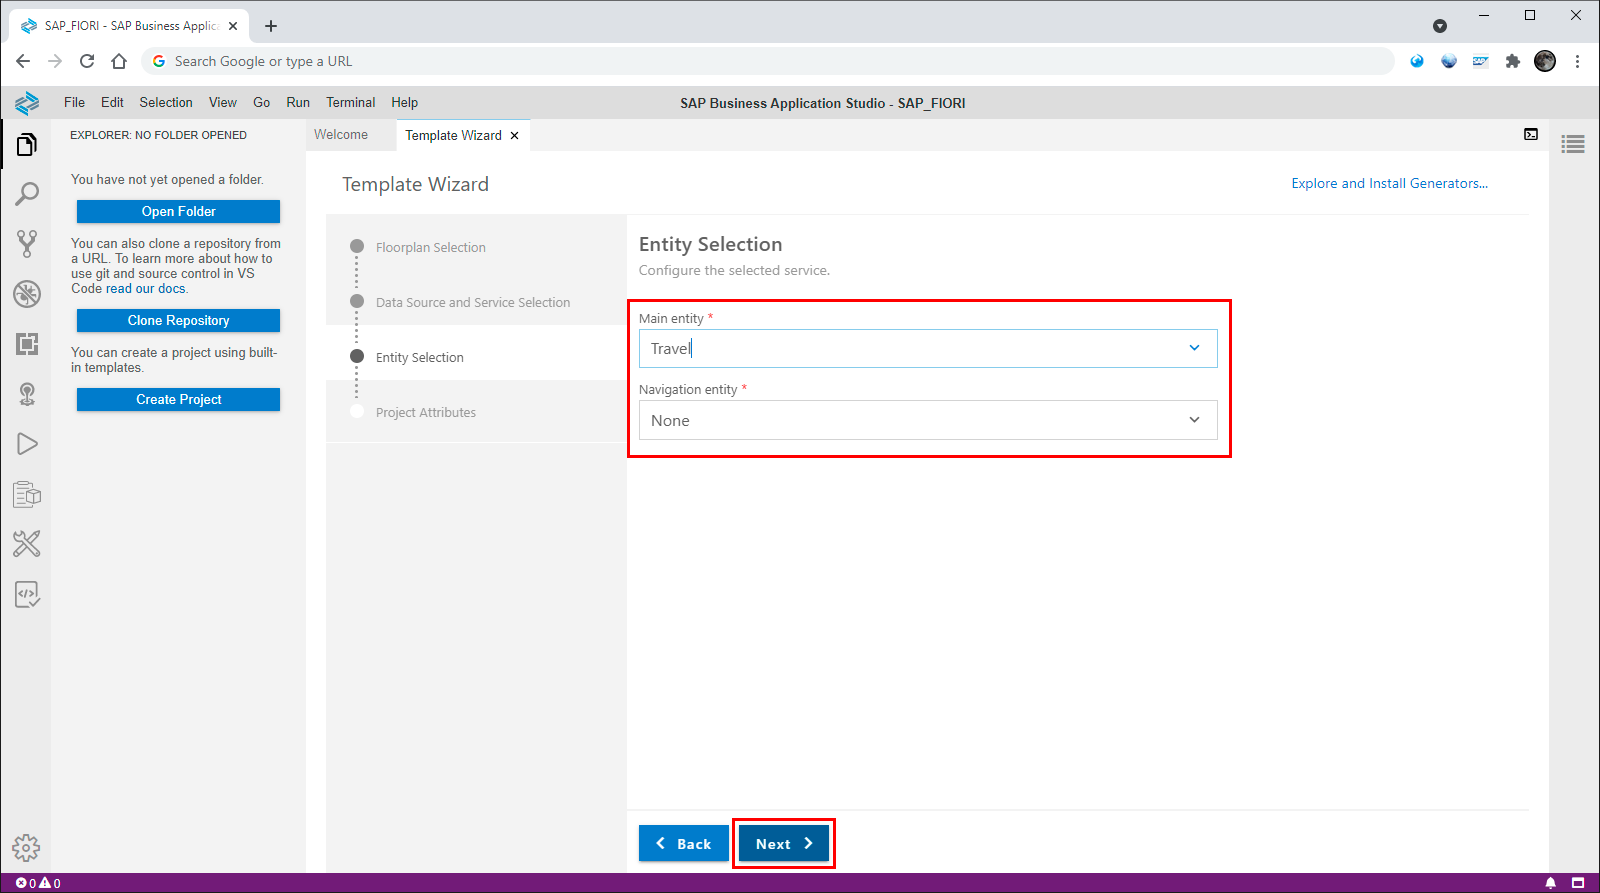 SAP_FIORI - SAP Business Applic
Search Google or type a URL
SAP
File Edit Selection View Go Run Terminal Help
SAP Business Application Studio - SAP_FIORI
EXPLORER: NO FOLDER OPENED
Welcome
Template Wizard
You have not yet opened a folder.
Open Folder
You can also clone a repository from
a URL. To learn more about how to
use git and source control in VS
Code read our docs.
Clone Repository
You can create a project using built-
in templates.
Create Project
Template Wizard
Explore and Install Generators...
Floorplan Selection
Data Source and Service Selection
Entity Selection
Project Attributes
Entity Selection
Configure the selected service.
Main entity *
Travel
Navigation entity *
None
Back
Next
0 0